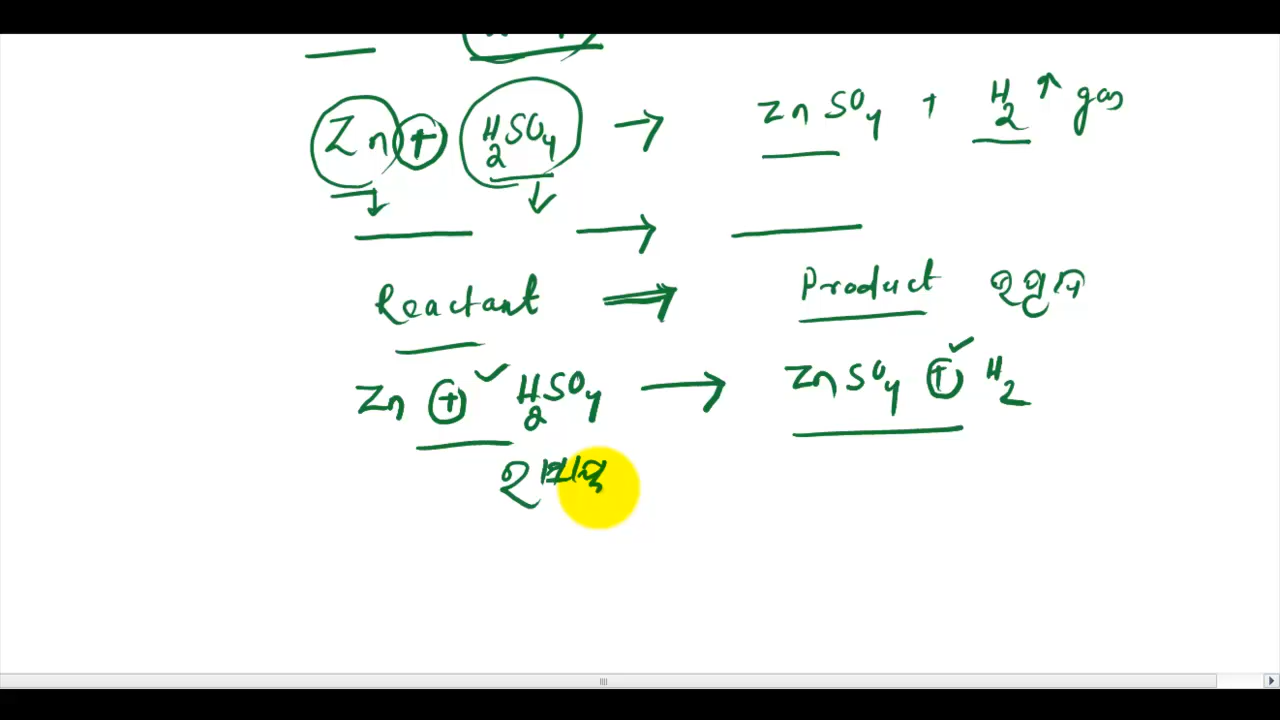 Zn + H₂SO₄ → ZnSO₄ + H₂ ↑ gas
→
Reactant → Product
Zn + H₂SO₄ → ZnSO₄ + H₂